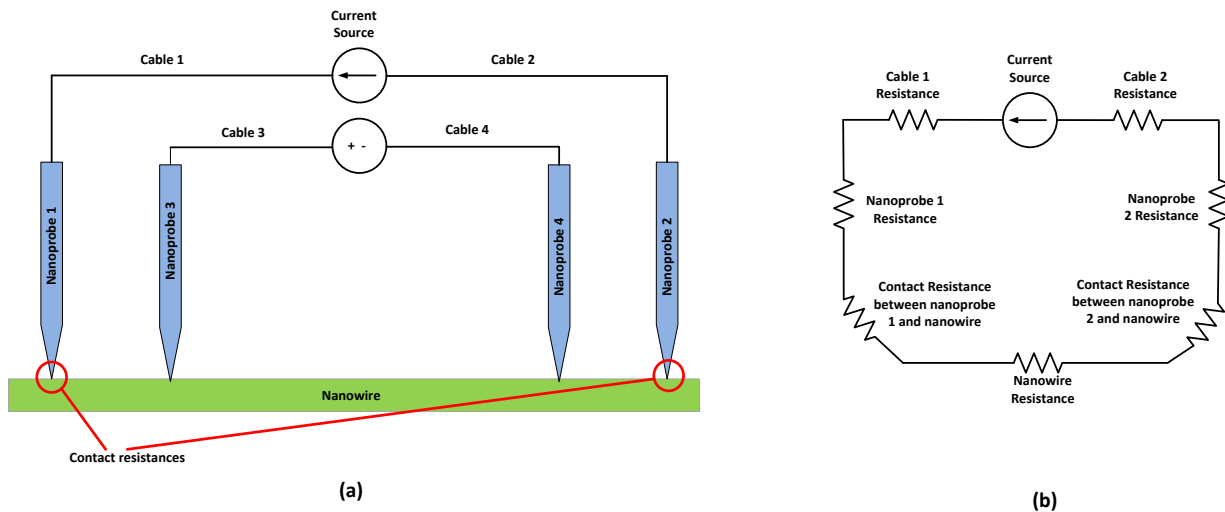 Current
Source
Cable 1
Cable 2
Cable 3
Cable 4
+ -
Nanoprobe 1
Nanoprobe 3
Nanoprobe 4
Nanoprobe 2
Nanowire
Contact resistances
(a)
Current
Source
Cable 1
Resistance
Cable 2
Resistance
Nanoprobe 1
Resistance
Nanoprobe
2 Resistance
Contact Resistance
between nanoprobe
1 and nanowire
Contact Resistance
between nanoprobe
2 and nanowire
Nanowire
Resistance
(b)